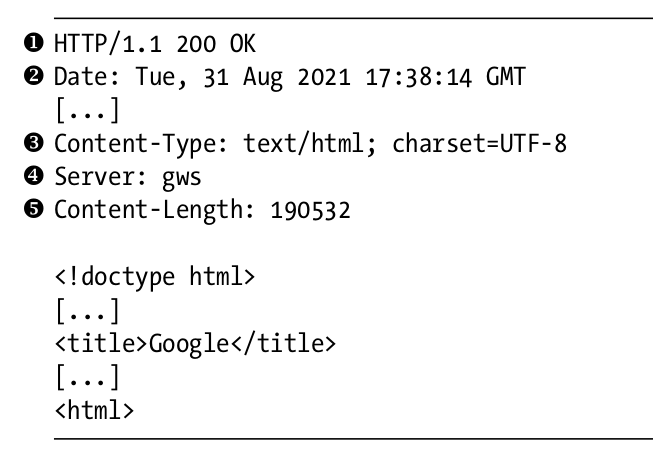 ❶ HTTP/1.1 200 OK
❷ Date: Tue, 31 Aug 2021 17:38:14 GMT
[...]
❸ Content-Type: text/html; charset=UTF-8
❹ Server: gws
❺ Content-Length: 190532
<!doctype html>
[...]
<title>Google</title>
[...]
<html>